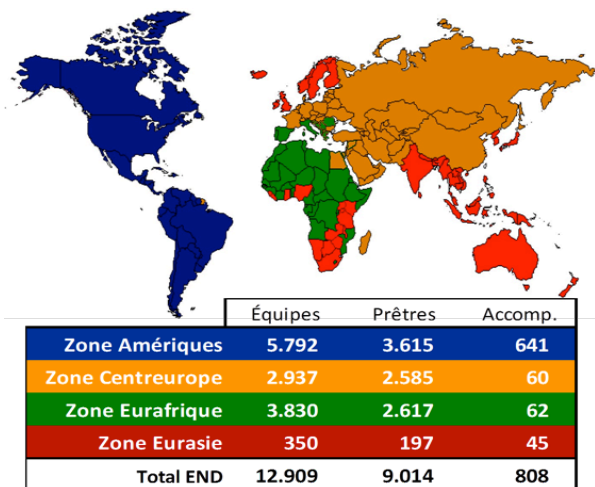 Équipes Prêtres Accomp.
Zone Amériques 5.792 3.615 641
Zone Centreurope 2.937 2.585 60
Zone Eurafrique 3.830 2.617 62
Zone Eurasie 350 197 45
Total END 12.909 9.014 808